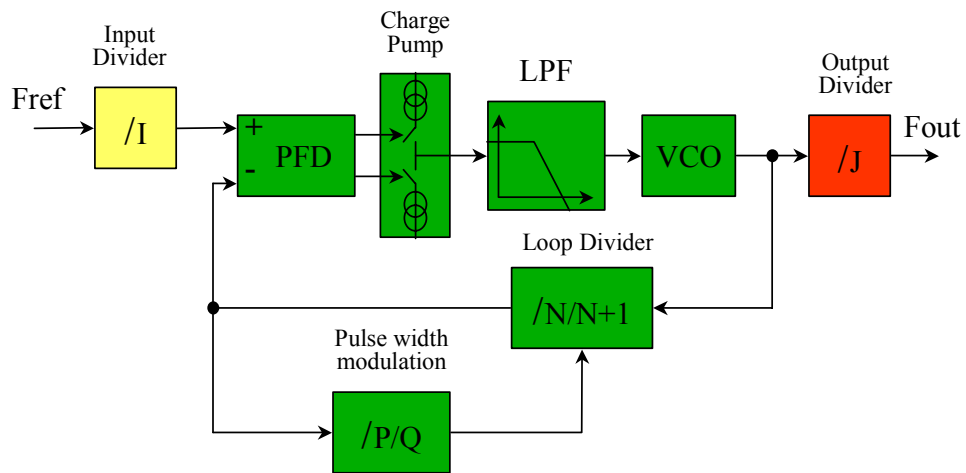 Input
Divider
Charge
Pump
LPF
Output
Divider
Fref
/I
+
-
PFD
VCO
/J
Fout
Loop Divider
/N/N+1
Pulse width
modulation
/P/Q